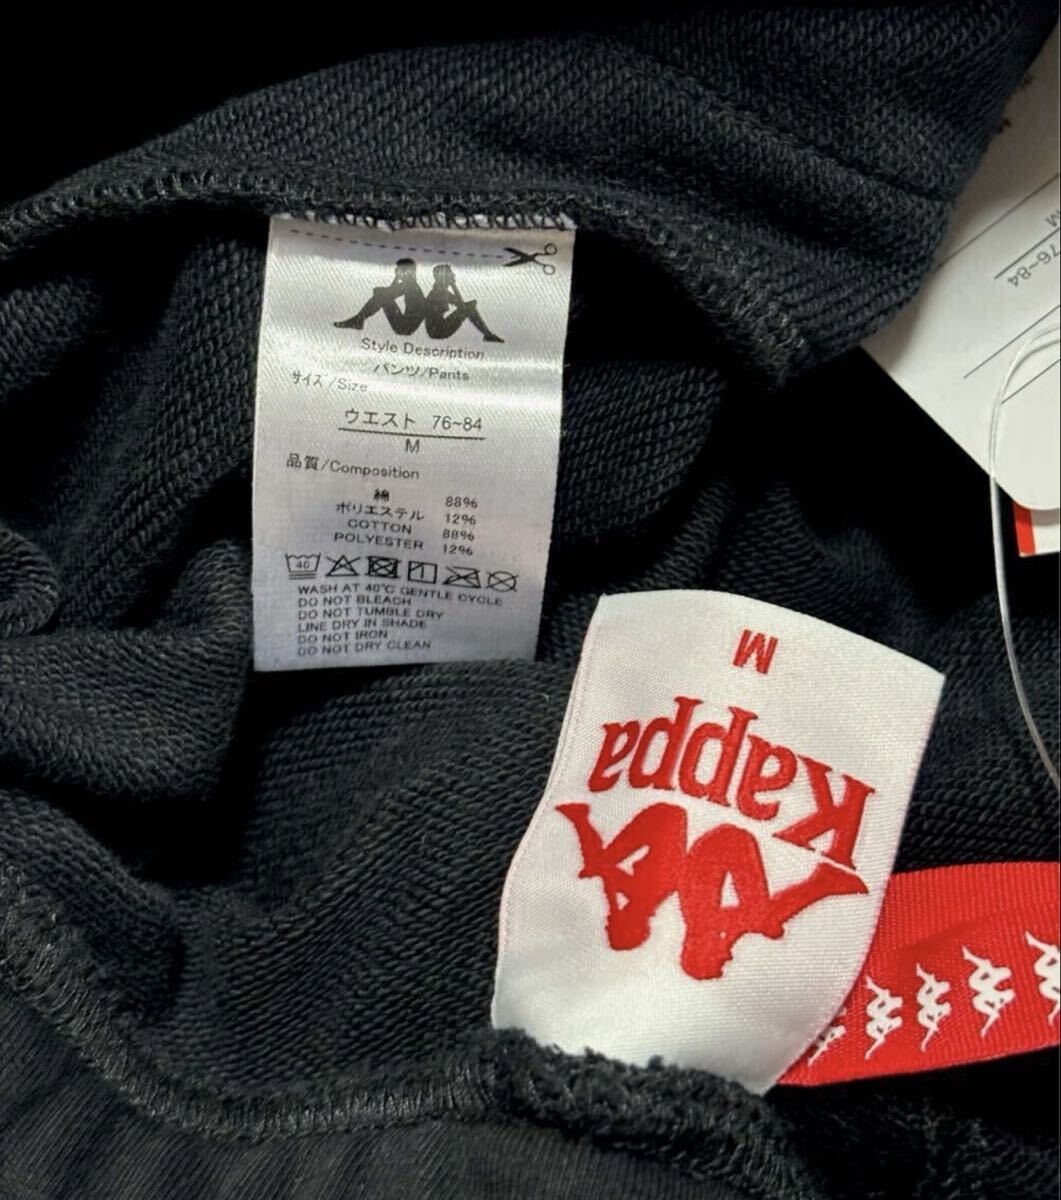 Style Description
パンツ/Pants
サイズ/Size
ウエスト 76~84
M
品質/Composition
綿 88%
ポリエステル 12%
COTTON 88%
POLYESTER 12%
40
WASH AT 40℃ GENTLE CYCLE
DO NOT BLEACH
DO NOT TUMBLE DRY
LINE DRY IN SHADE
DO NOT IRON
DO NOT DRY CLEAN
M
Kappa
76~84
M